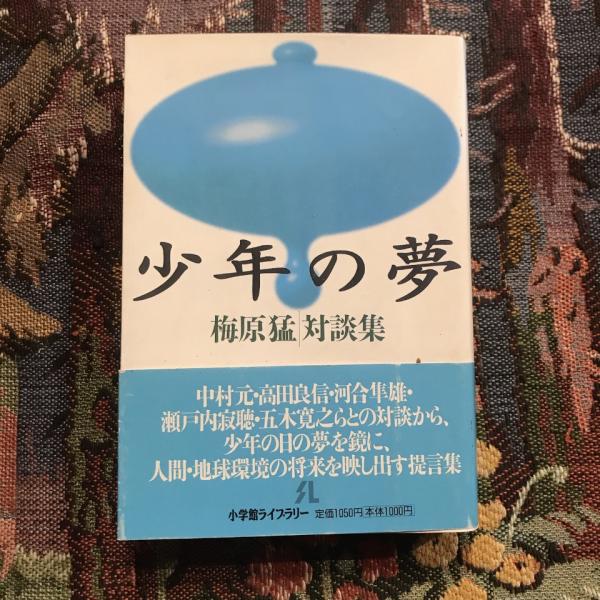 少年の夢
梅原猛 対談集
中村元・高田良信・河合隼雄・
瀬戸内寂聴・五木寛之らとの対談から、
少年の日の夢を鏡に、
人間・地球環境の将来を映し出す提言集
SL
小学館ライブラリー 定価1050円 本体1000円